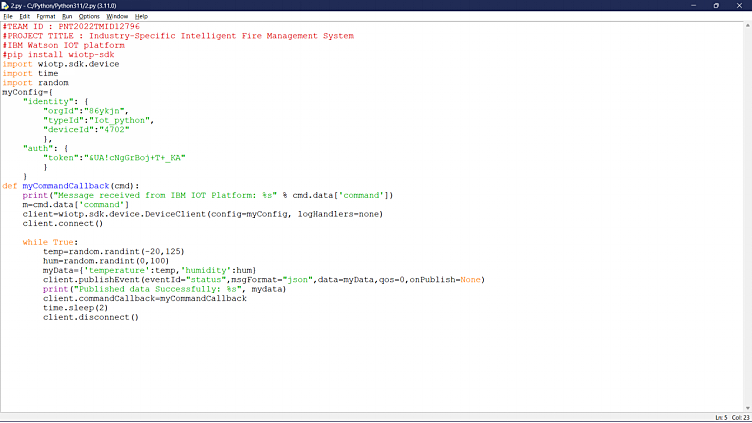 2.py - C:/Python/Python311/2.py (3.11.0)
File Edit Format Run Options Window Help
#TEAM ID : PNT2022TMID12796
#PROJECT TITLE : Industry-Specific Intelligent Fire Management System
#IBM Watson IOT platform
#pip install wiotp-sdk
import wiotp.sdk.device
import time
import random
myConfig={
    "identity": {
        "orgId":"86ykjn",
        "typeId":"Iot_python",
        "deviceId":"4702"
        },
    "auth": {
        "token":"&UA!cNgGrBoj+T+_KA"
        }
    }
def myCommandCallback(cmd):
    print("Message received from IBM IOT Platform: %s" % cmd.data['command'])
    m=cmd.data['command']
    client=wiotp.sdk.device.DeviceClient(config=myConfig, logHandlers=none)
    client.connect()
    while True:
        temp=random.randint(-20,125)
        hum=random.randint(0,100)
        myData={'temperature':temp,'humidity':hum}
        client.publishEvent(eventId="status",msgFormat="json",data=myData,qos=0,onPublish=None)
        print("Published data Successfully: %s", mydata)
        client.commandCallback=myCommandCallback
        time.sleep(2)
        client.disconnect()
Ln: 5 Col: 23